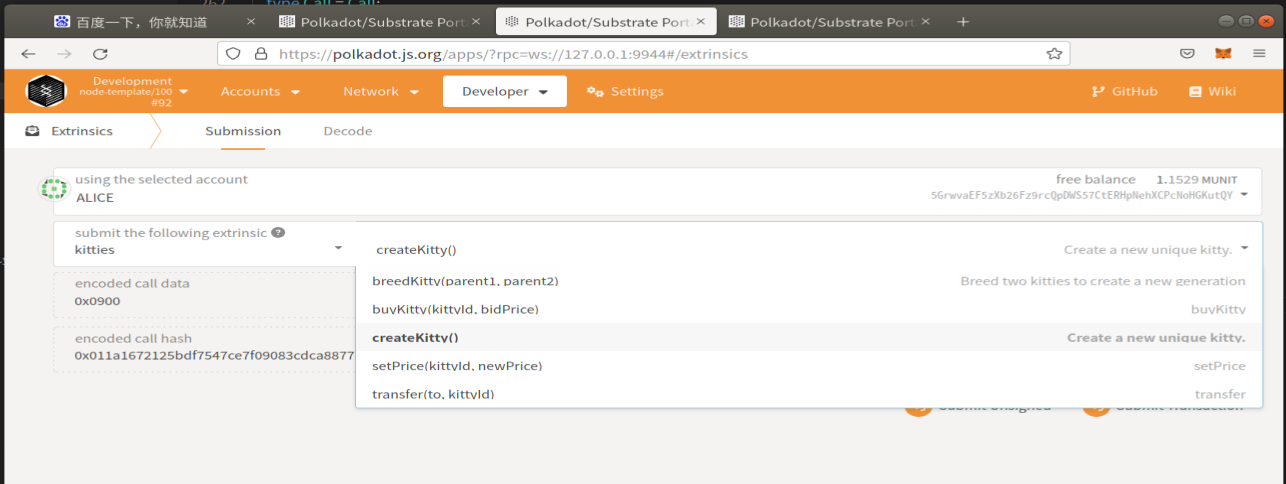 262 type Call = Call;
百度一下，你就知道 × Polkadot/Substrate Port × Polkadot/Substrate Porta × Polkadot/Substrate Port × +
https://polkadot.js.org/apps/?rpc=ws://127.0.0.1:9944#/extrinsics
Development
node-template/100
#92
Accounts Network Developer Settings GitHub Wiki
Extrinsics Submission Decode
using the selected account free balance 1.1529 MUNIT
ALICE 5GrwvaEF5zXb26Fz9rcQpDWS57CtERHpNehXCPcNoHGKutQY
submit the following extrinsic ?
kitties createKitty() Create a new unique kitty.
encoded call data
0x0900
breedKitty(parent1, parent2) Breed two kitties to create a new generation
buyKitty(kittyId, bidPrice) buyKitty
createKitty() Create a new unique kitty.
encoded call hash
0x011a1672125bdf7547ce7f09083cdca8877
setPrice(kittyId, newPrice) setPrice
transfer(to, kittyId) transfer
Submit Unsigned Submit Transaction